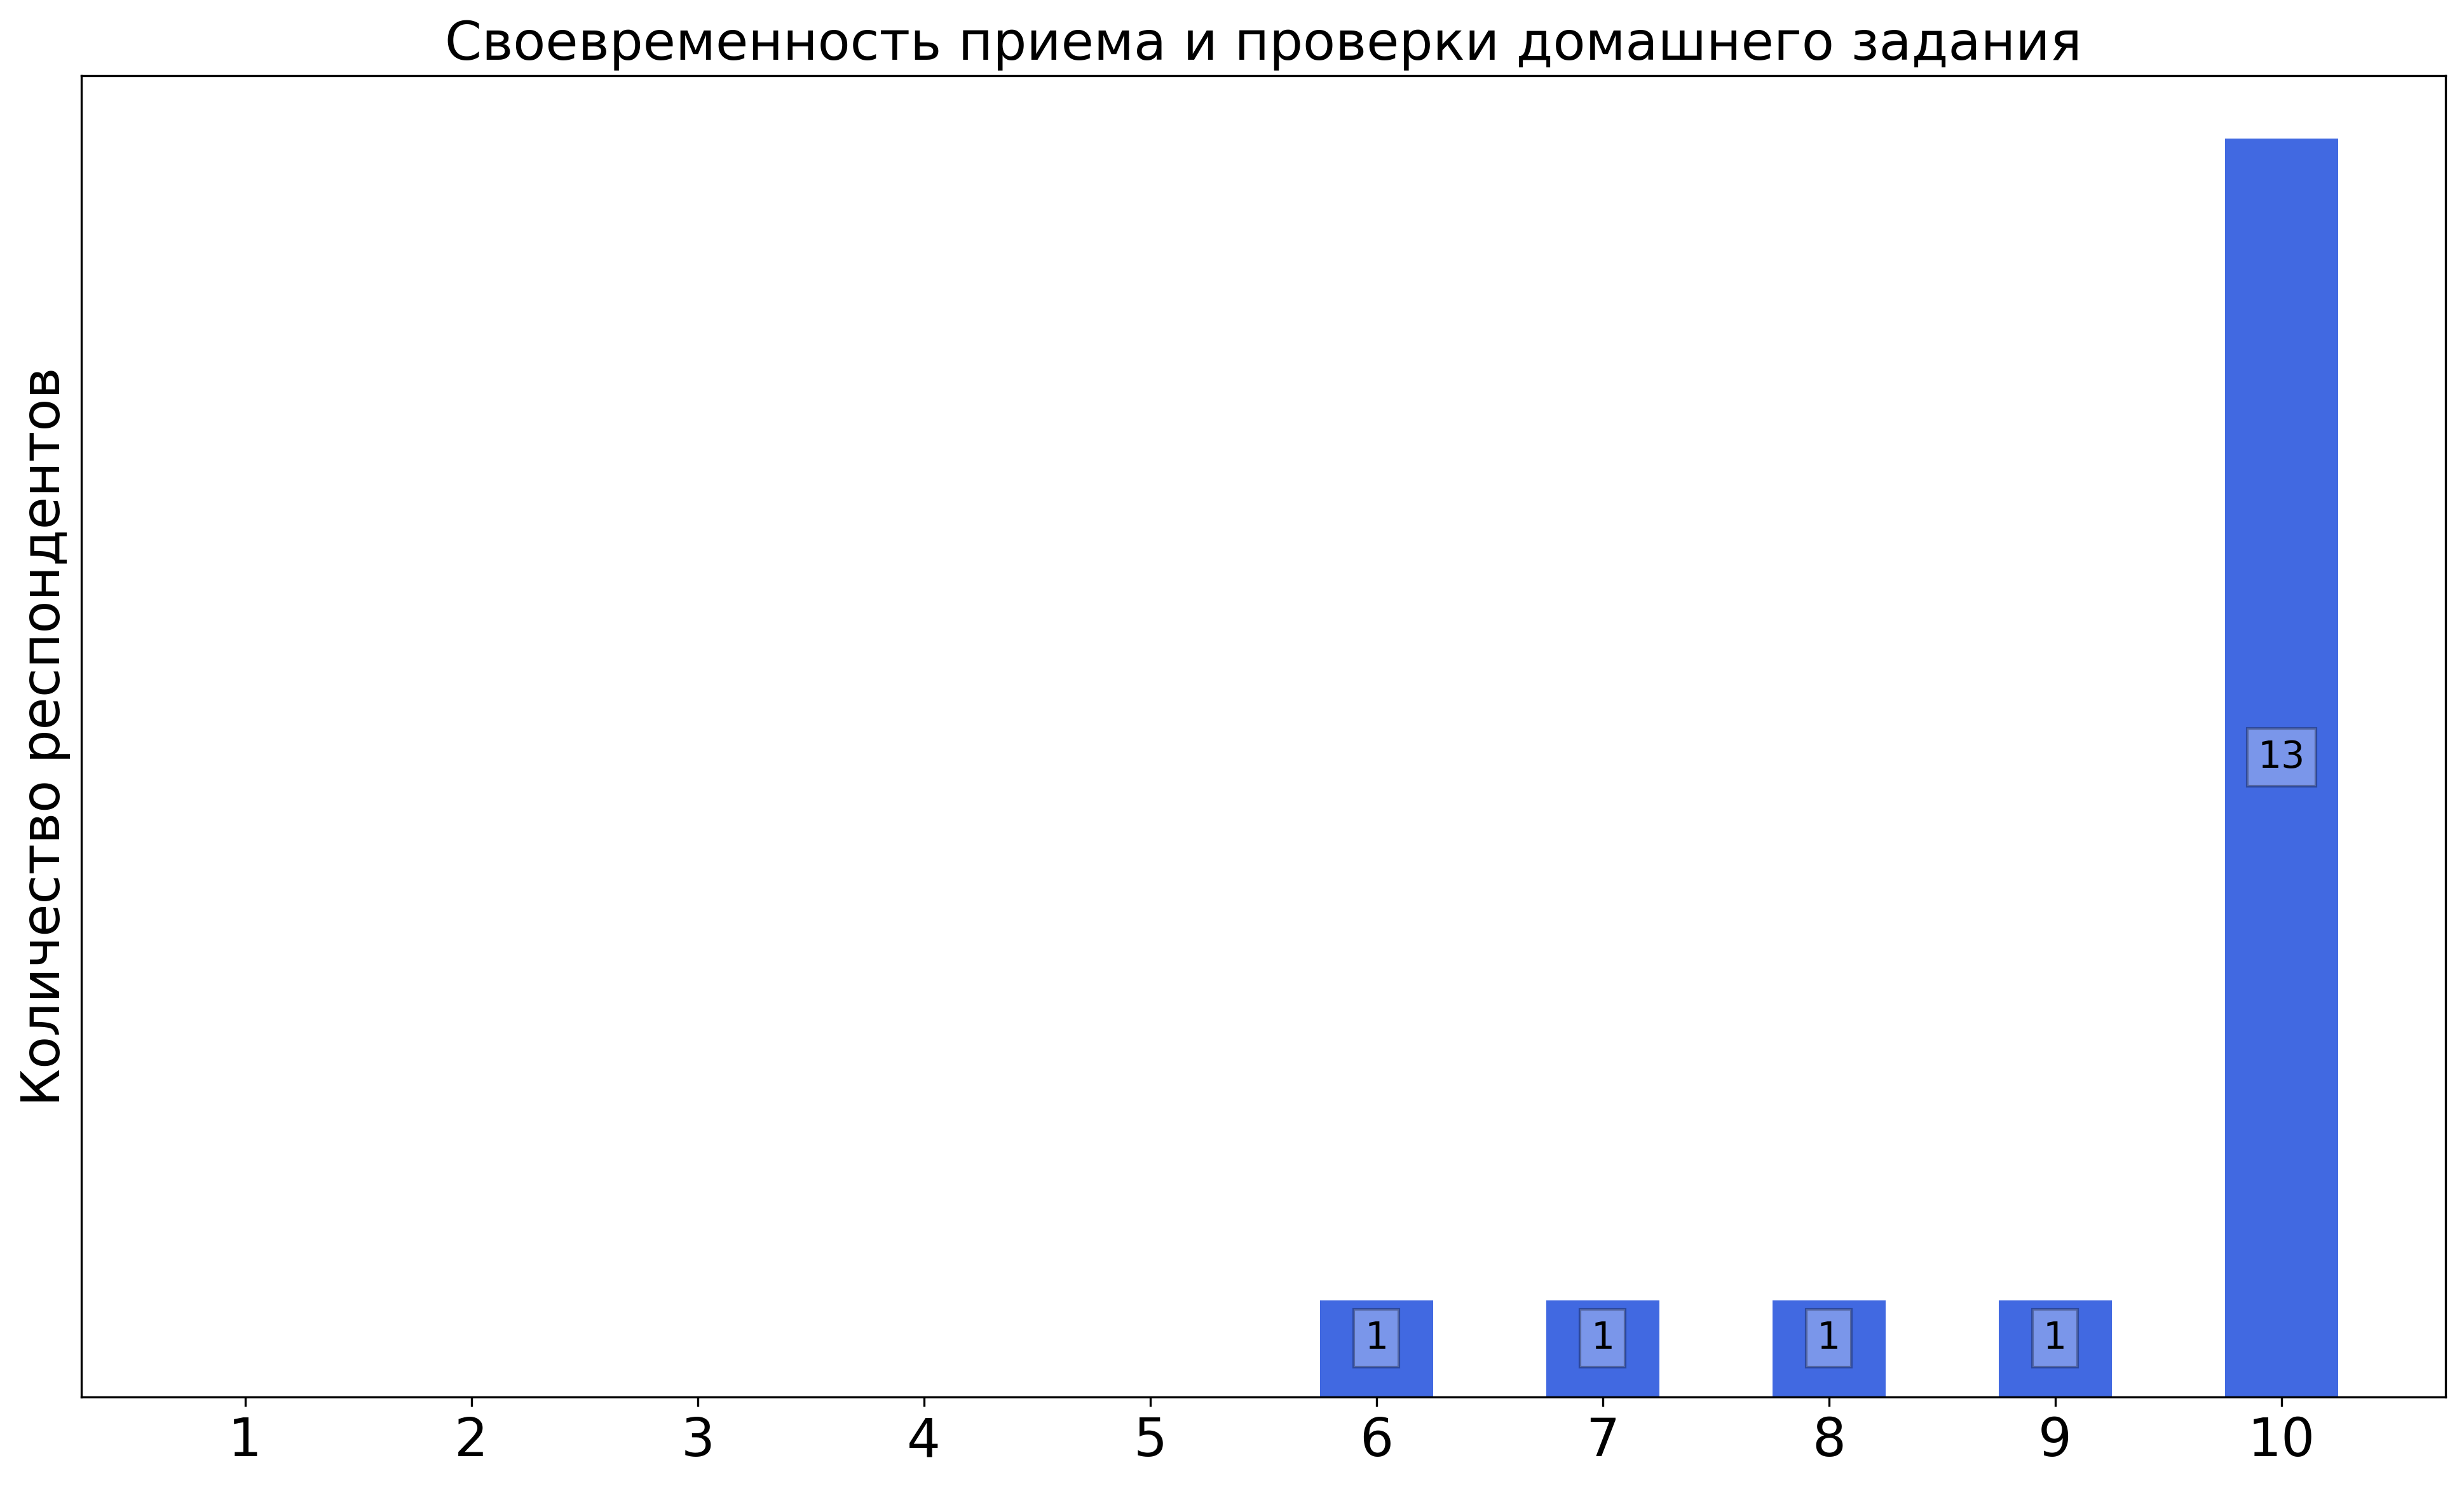 Своевременность приема и проверки домашнего задания
Количество респондентов
13
1 1 1 1
1 2 3 4 5 6 7 8 9 10